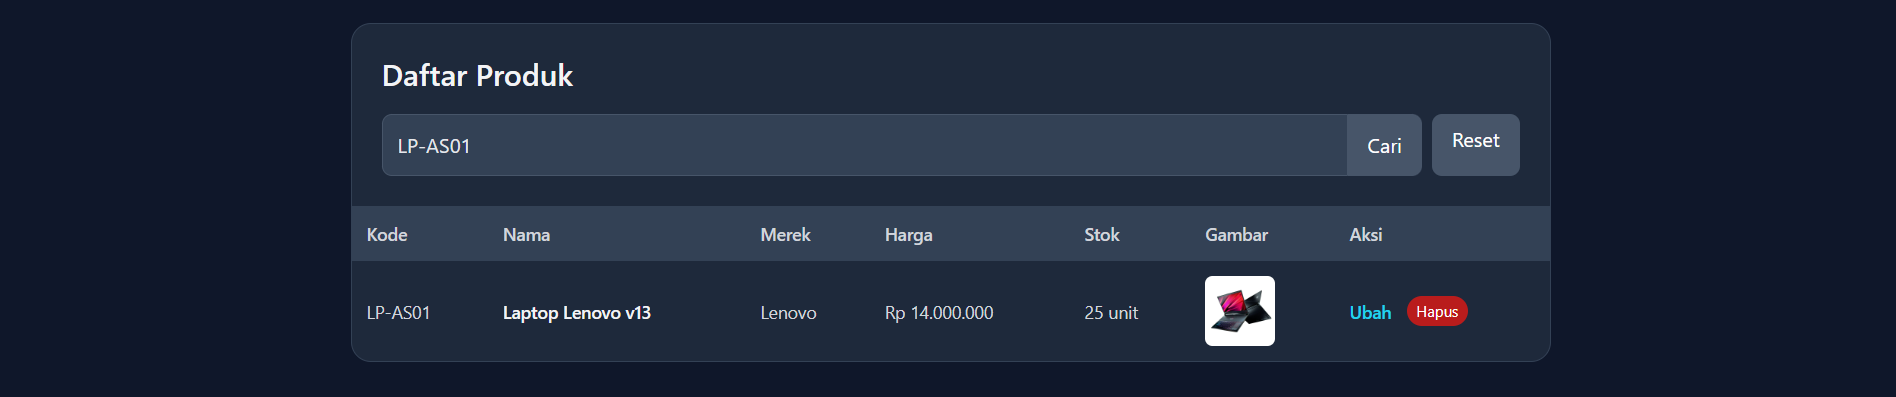 Daftar Produk
LP-AS01 Cari Reset
Kode Nama Merek Harga Stok Gambar Aksi
LP-AS01 Laptop Lenovo v13 Lenovo Rp 14.000.000 25 unit Ubah Hapus